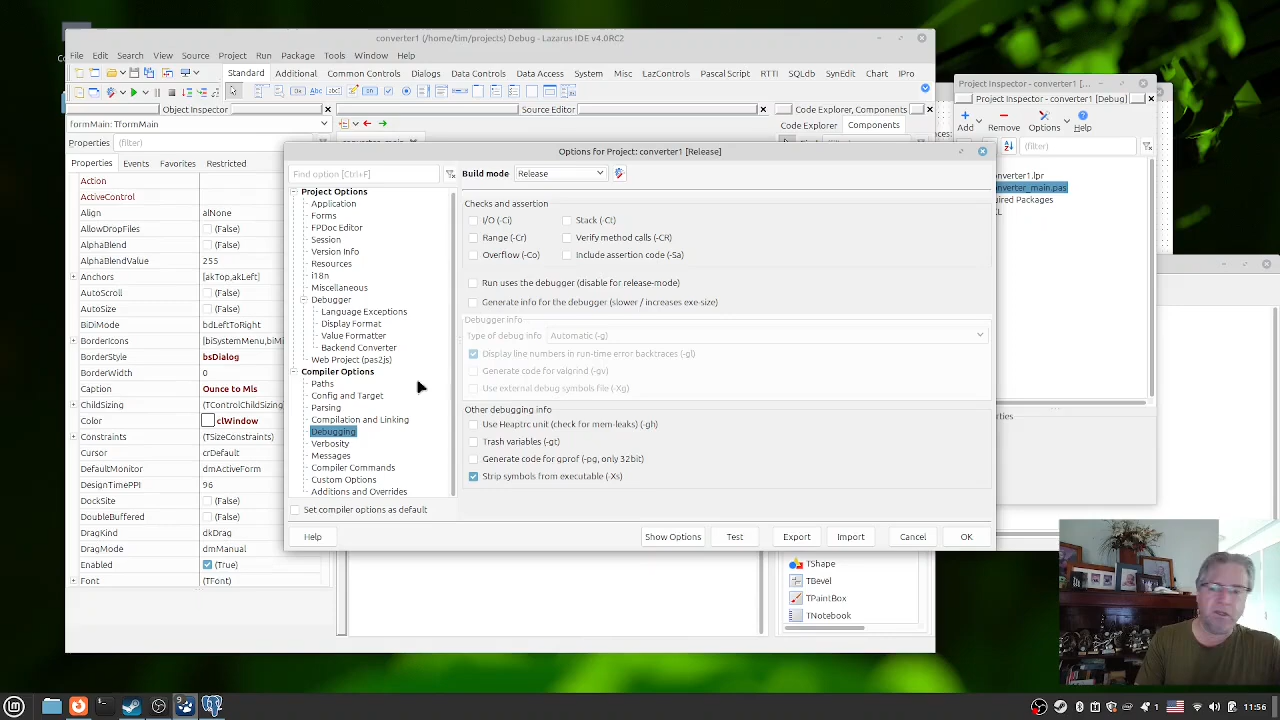 converter1 (/home/tim/projects) Debug - Lazarus IDE v4.0RC2
File Edit Search View Source Project Run Package Tools Window Help
Standard Additional Common Controls Dialogs Data Controls Data Access System Misc LazControls Pascal Script TTI SQLdb SynEdit Chart IPro
Object Inspector
Source Editor
Code Explorer, Components
formMain: TformMain
Code Explorer Components
Properties (filter)
Properties Events Favorites Restricted
Action
ActiveControl
Align alNone
AllowDropFiles (False)
AlphaBlend (False)
AlphaBlendValue 255
Anchors [akTop,akLeft]
AutoScroll (False)
AutoSize (False)
BiDiMode bdLeftToRight
BorderIcons [biSystemMenu,biMi
BorderStyle bsDialog
BorderWidth 0
Caption Ounce to Mls
ChildSizing (TControlChildSizing)
Color clWindow
Constraints (TSizeConstraints)
Cursor crDefault
DefaultMonitor dmActiveForm
DesignTimePPI 96
DockSite (False)
DoubleBuffered (False)
DragKind dkDrag
DragMode dmManual
Enabled (True)
Font (TFont)
Options for Project: converter1 [Release]
Find option [Ctrl+F]
Build mode Release
Project Options
Application
Forms
FPDoc Editor
Session
Version Info
Resources
i18n
Miscellaneous
Debugger
Language Exceptions
Display Format
Value Formatter
Backend Converter
Web Project (pas2js)
Compiler Options
Paths
Config and Target
Parsing
Compilation and Linking
Debugging
Verbosity
Messages
Compiler Commands
Custom Options
Additions and Overrides
Checks and assertion
I/O (-Ci) Stack (-Ct)
Range (-Cr) Verify method calls (-CR)
Overflow (-Co) Include assertion code (-Sa)
Run uses the debugger (disable for release-mode)
Generate info for the debugger (slower / increases exe-size)
Debugger info
Type of debug info Automatic (-g)
Display line numbers in run-time error backtraces (-gl)
Generate code for valgrind (-gv)
Use external debug symbols file (-Xg)
Other debugging info
Use Heaptrc unit (check for mem-leaks) (-gh)
Trash variables (-gt)
Generate code for gprof (-pg, only 32bit)
Strip symbols from executable (-Xs)
Set compiler options as default
Help Show Options Test Export Import Cancel OK
Project Inspector - converter1 [...
Project Inspector - converter1 [Debug]
Add Remove Options Help
(filter)
onverter1.lpr
nverter_main.pas
quired Packages
CL
TShape
TBevel
TPaintBox
TNotebook
1 11:56